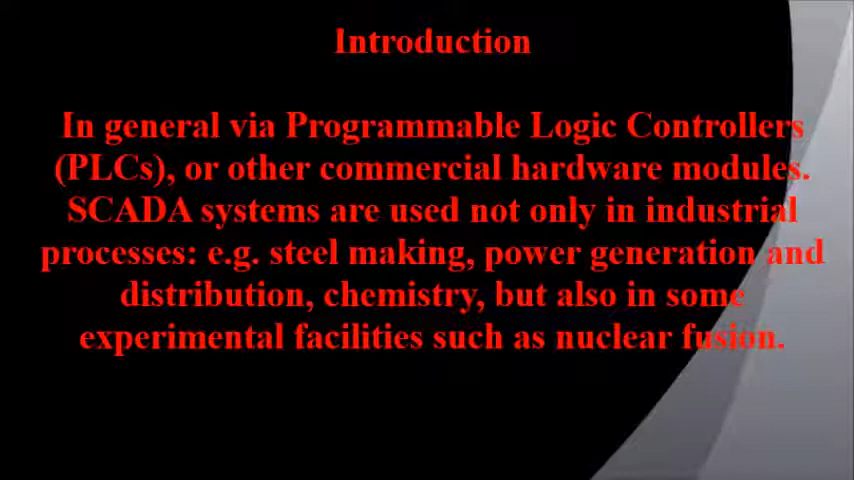 Introduction
In general via Programmable Logic Controllers
(PLCs), or other commercial hardware modules.
SCADA systems are used not only in industrial
processes: e.g. steel making, power generation and
distribution, chemistry, but also in some
experimental facilities such as nuclear fusion.